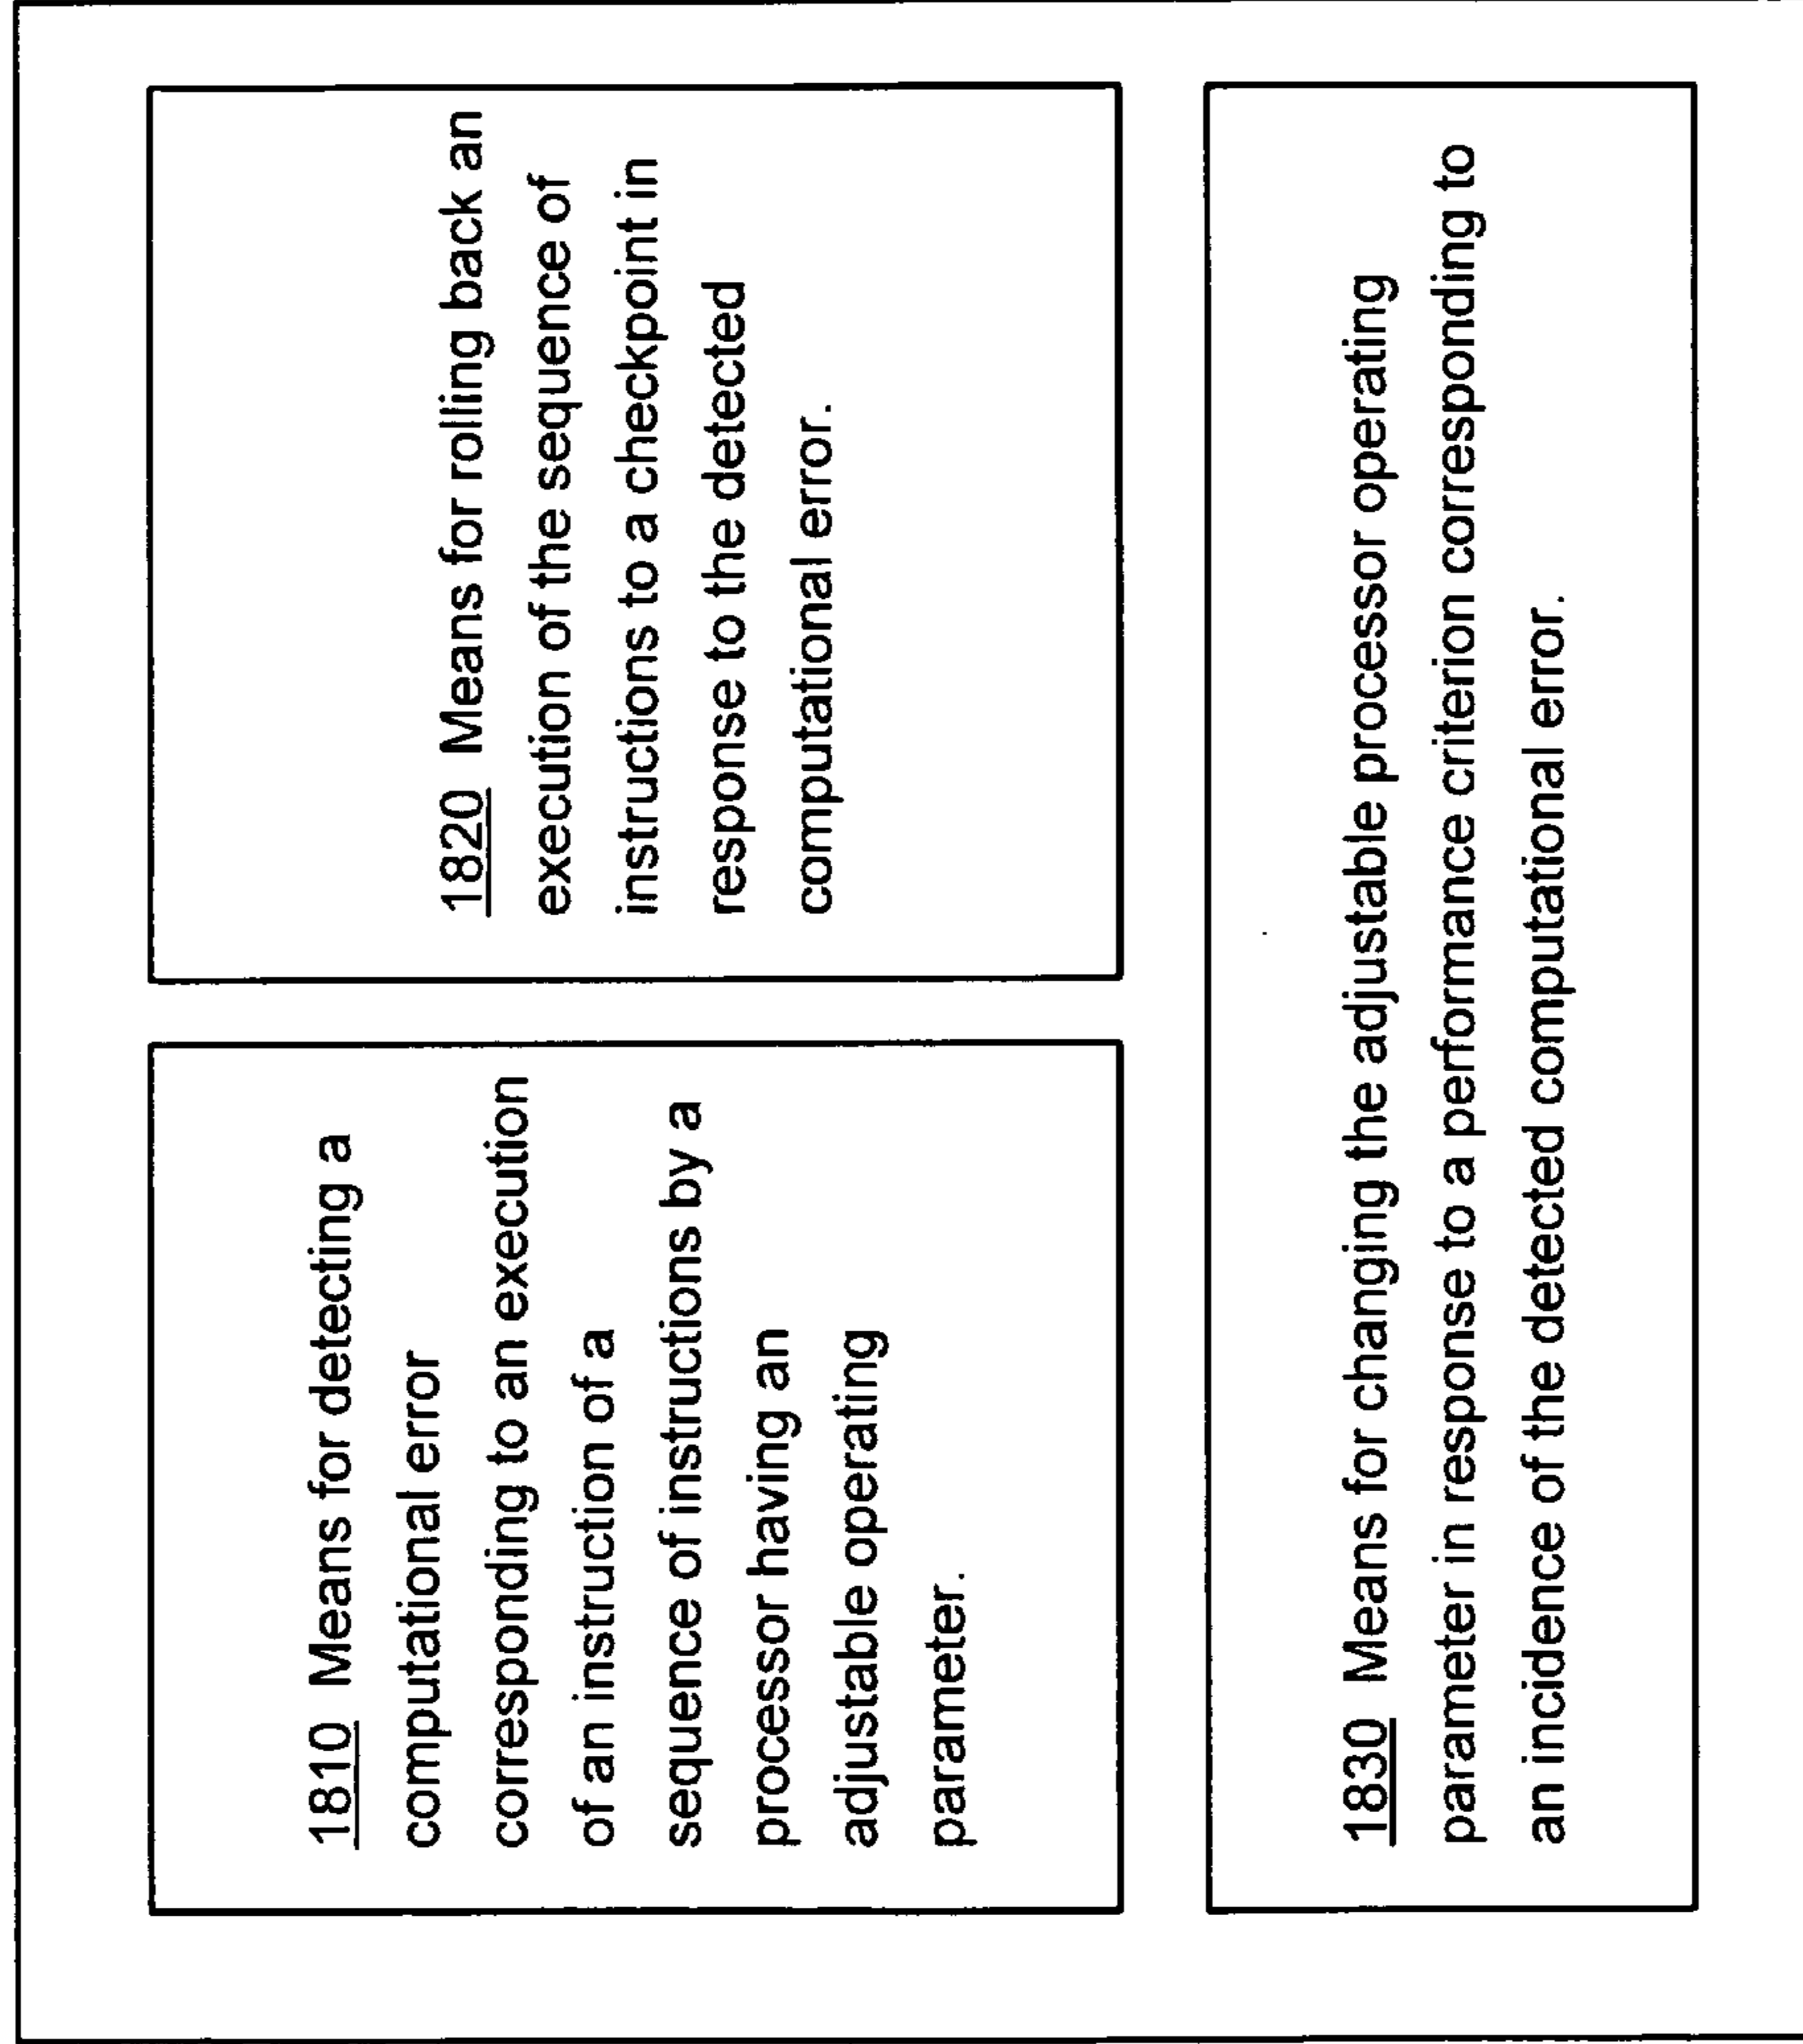 1810 Means for detecting a
computational error
corresponding to an execution
of an instruction of a
sequence of instructions by a
processor having an
adjustable operating
parameter.
1820 Means for rolling back an
execution of the sequence of
instructions to a checkpoint in
response to the detected
computational error.
1830 Means for changing the adjustable processor operating
parameter in response to a performance criterion corresponding to
an incidence of the detected computational error.